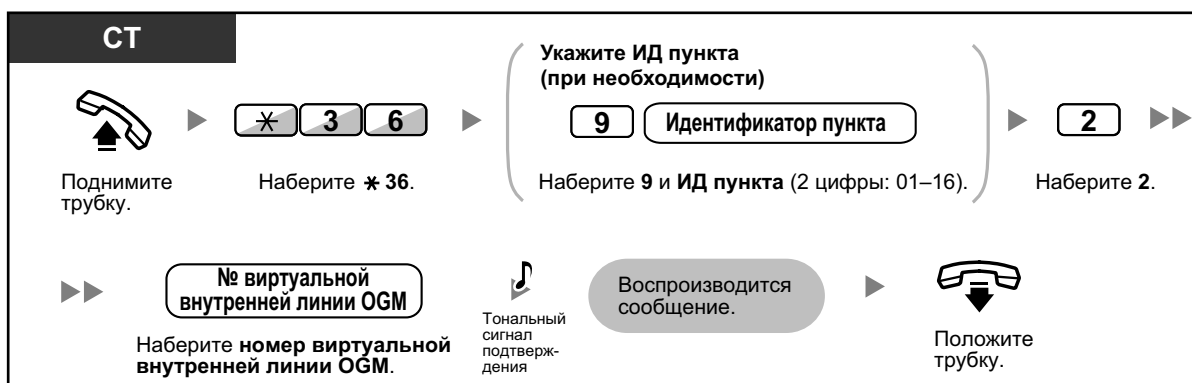 СТ
Укажите ИД пункта
(при необходимости)
* 3 6
9 Идентификатор пункта
2
Поднимите
трубку.
Наберите * 36.
Наберите 9 и ИД пункта (2 цифры: 01–16).
Наберите 2.
№ виртуальной
внутренней линии OGM
Наберите номер виртуальной
внутренней линии OGM.
Тональный
сигнал
подтверж-
дения
Воспроизводится
сообщение.
Положите
трубку.